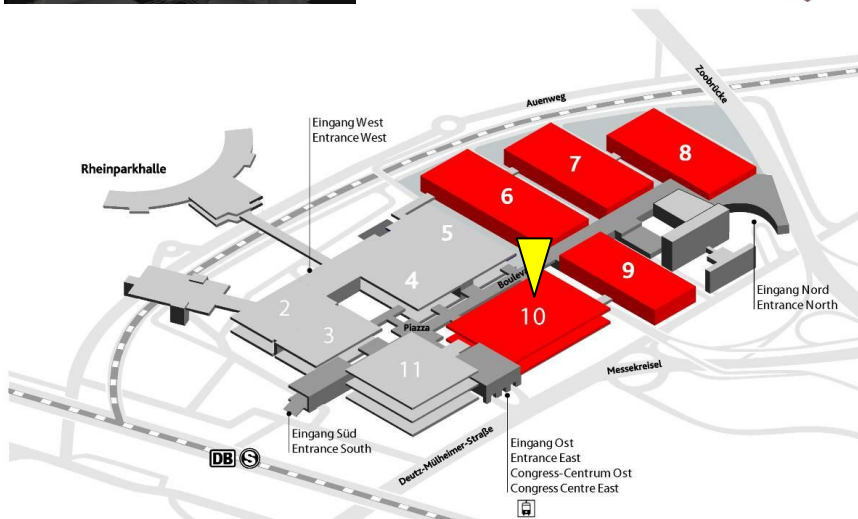 Zoobrücke
Auenweg
Eingang West
Entrance West
Rheinparkhalle
8
7
6
5
4
9
2
3
10
11
Piazza
Eingang Nord
Entrance North
Messekreisel
Eingang Süd
Entrance South
Deutz-Mülheimer-Straße
DB
S
Eingang Ost
Entrance East
Congress-Centrum Ost
Congress Centre East